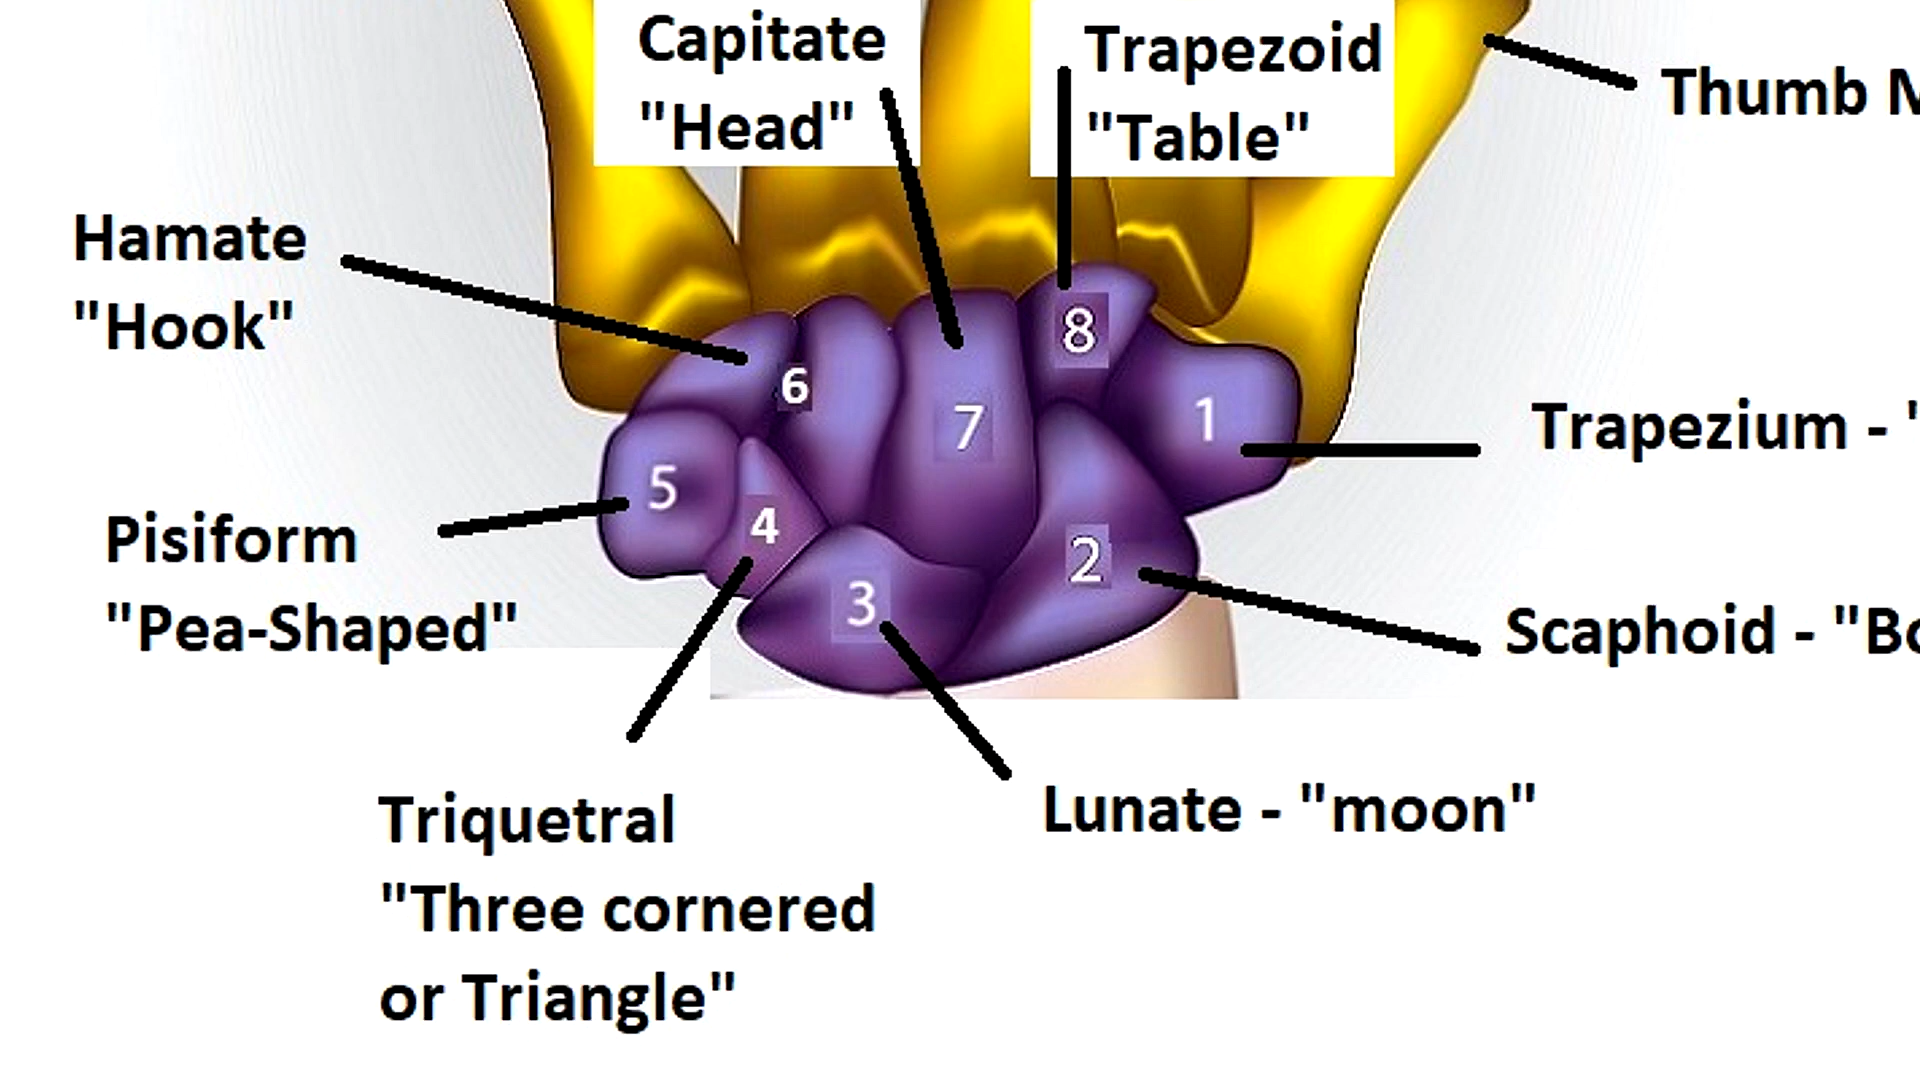 Capitate
"Head"
Trapezoid
"Table"
Thumb
Hamate
"Hook"
8
6
7
1
Trapezium - "
5
4
Pisiform
"Pea-Shaped"
2
3
Scaphoid - "
Triquetral
"Three cornered
or Triangle"
Lunate - "moon"